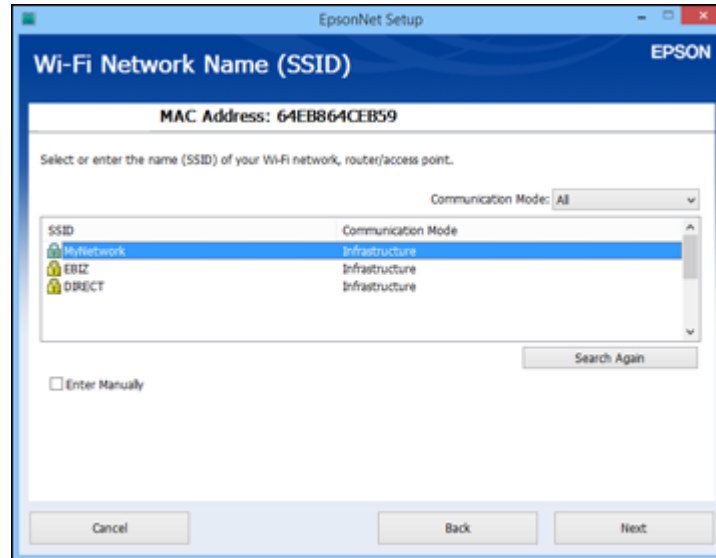 EpsonNet Setup
Wi-Fi Network Name (SSID)
EPSON
MAC Address: 64EB864CEB59
Select or enter the name (SSID) of your Wi-Fi network, router/access point.
Communication Mode: All
SSID Communication Mode
MyNetwork Infrastructure
EBIZ Infrastructure
DIRECT Infrastructure
Search Again
Enter Manually
Cancel Back Next